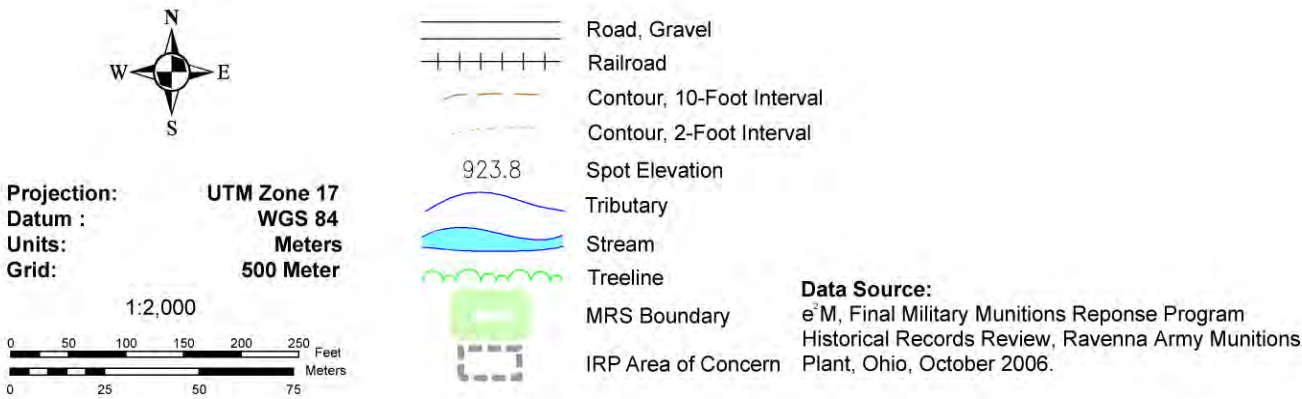 N
W E
S
Projection: UTM Zone 17
Datum : WGS 84
Units: Meters
Grid: 500 Meter
1:2,000
0 50 100 150 200 250 Feet
Meters
0 25 50 75
Road, Gravel
Railroad
Contour, 10-Foot Interval
Contour, 2-Foot Interval
923.8 Spot Elevation
Tributary
Stream
Treeline
MRS Boundary
IRP Area of Concern
Data Source:
e²M, Final Military Munitions Reponse Program
Historical Records Review, Ravenna Army Munitions
Plant, Ohio, October 2006.